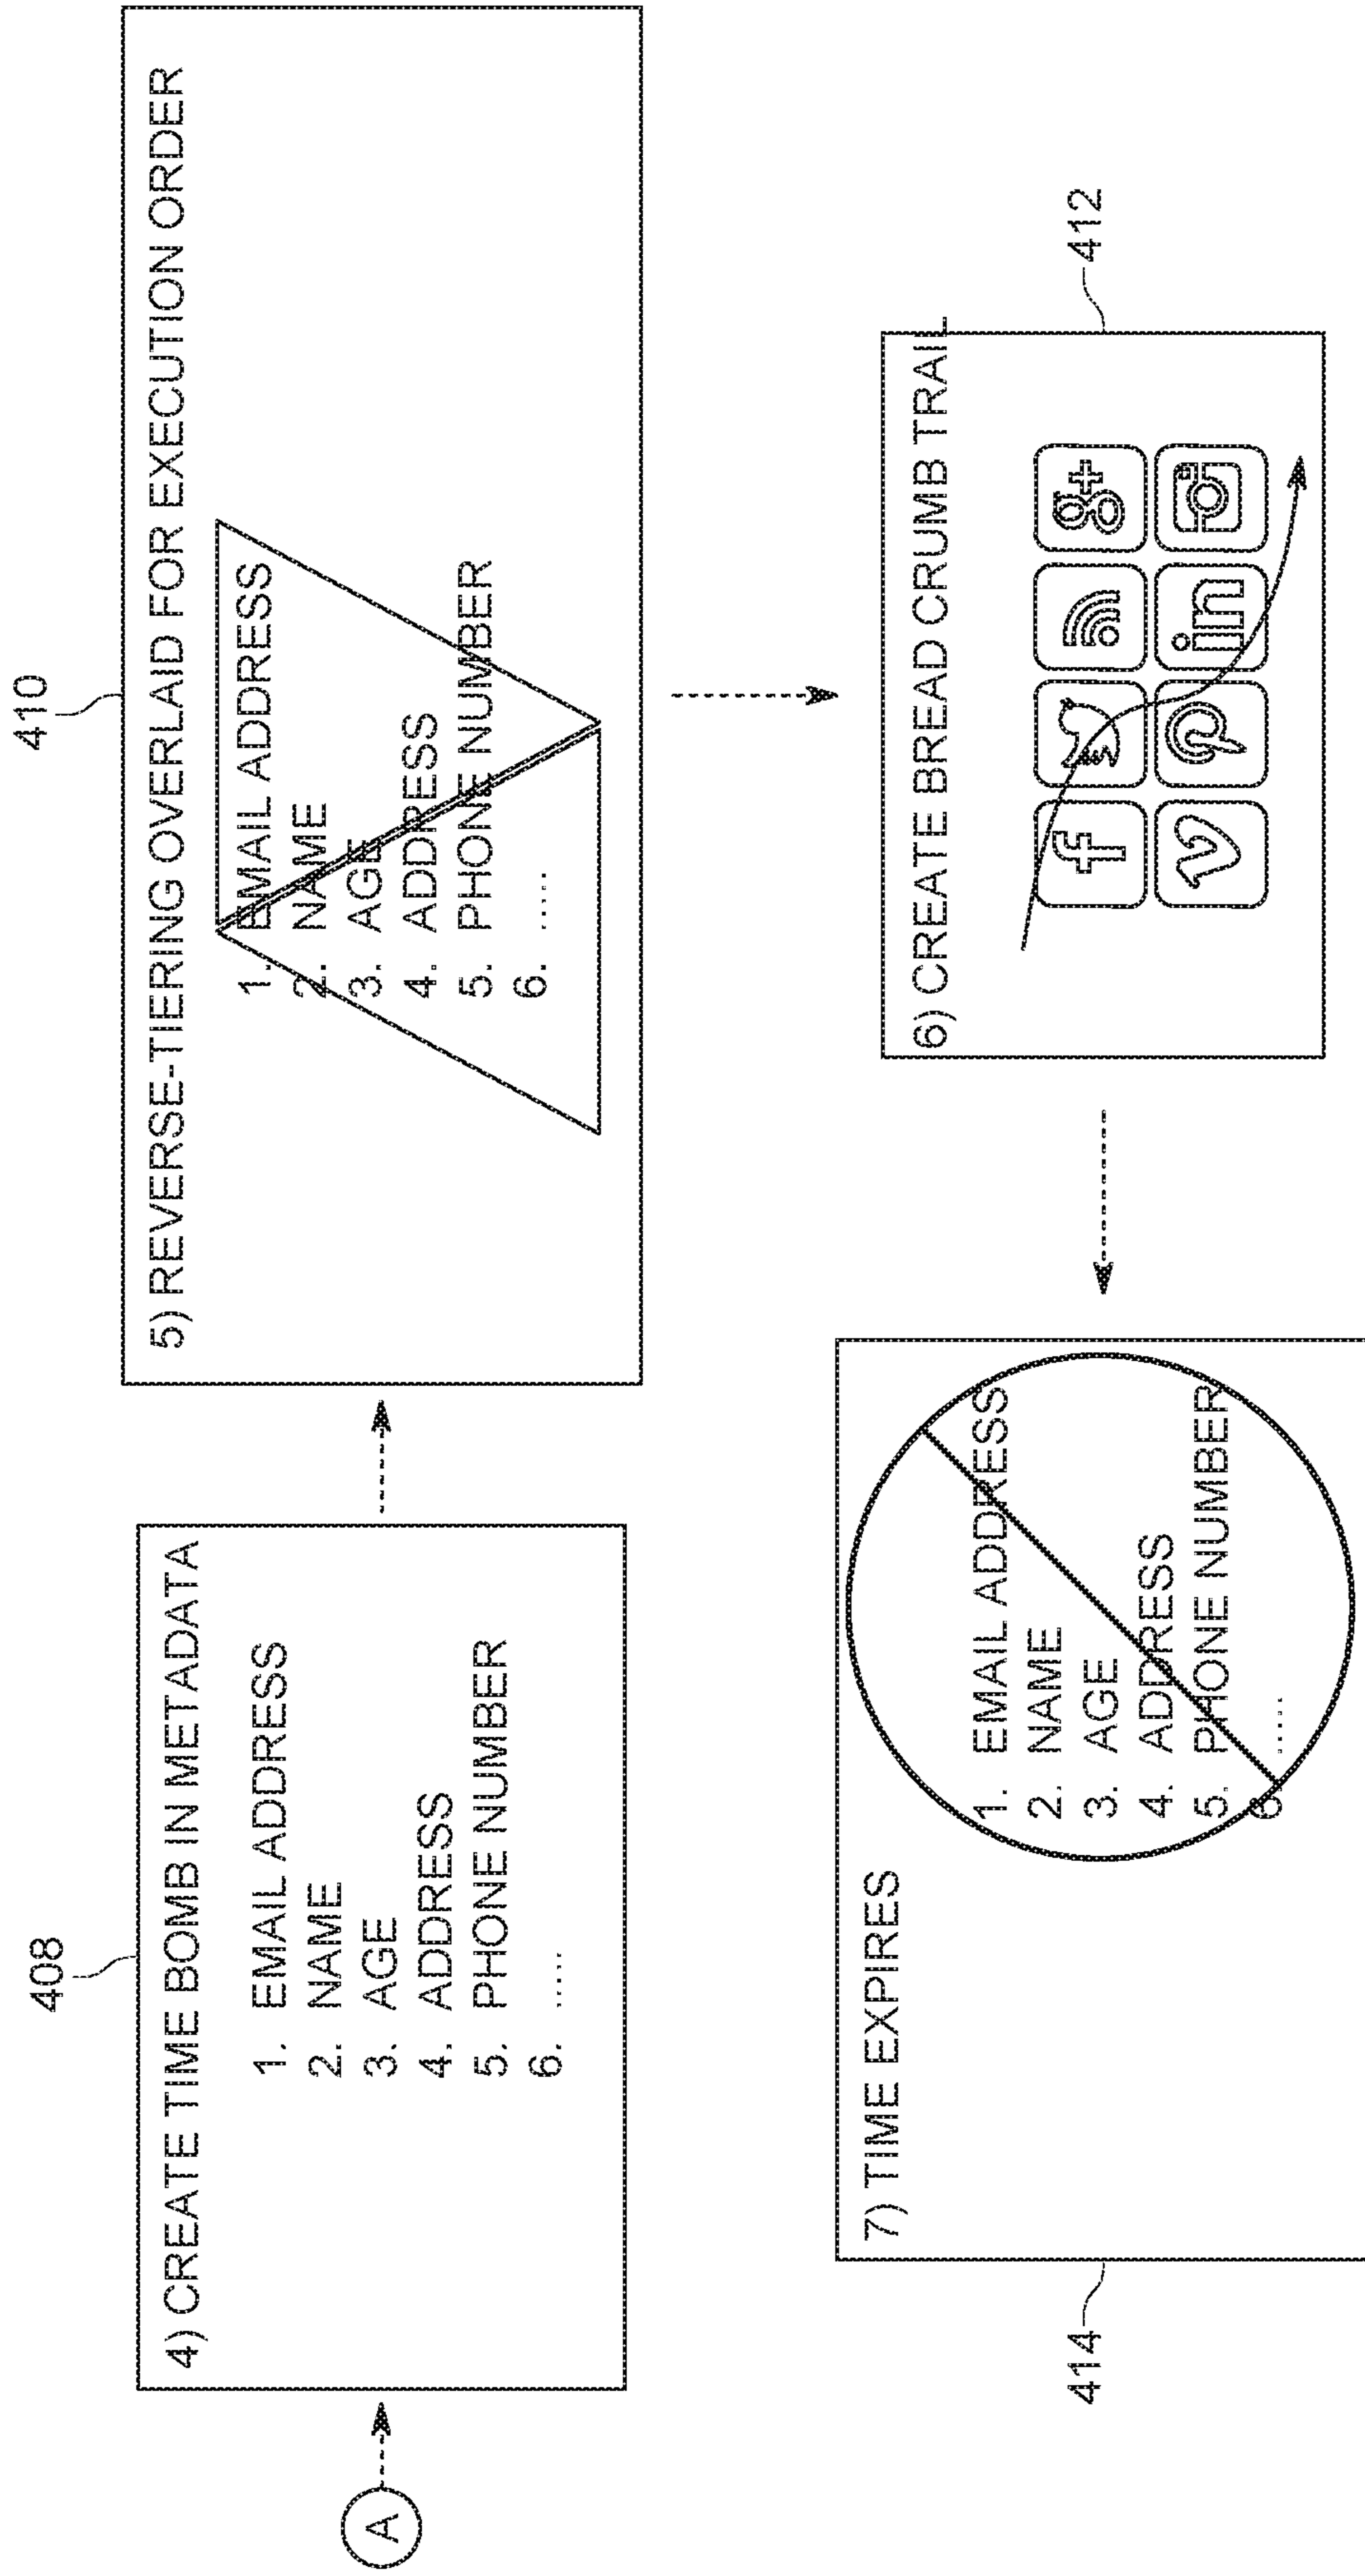 A
408
4) CREATE TIME BOMB IN METADATA
1. EMAIL ADDRESS
2. NAME
3. AGE
4. ADDRESS
5. PHONE NUMBER
6. .....
410
5) REVERSE-TIERING OVERLAID FOR EXECUTION ORDER
1. EMAIL ADDRESS
2. NAME
3. AGE
4. ADDRESS
5. PHONE NUMBER
6. .....
412
6) CREATE BREAD CRUMB TRAIL
f
g+
in
414
7) TIME EXPIRES
1. EMAIL ADDRESS
2. NAME
3. AGE
4. ADDRESS
5. PHONE NUMBER
6. .....